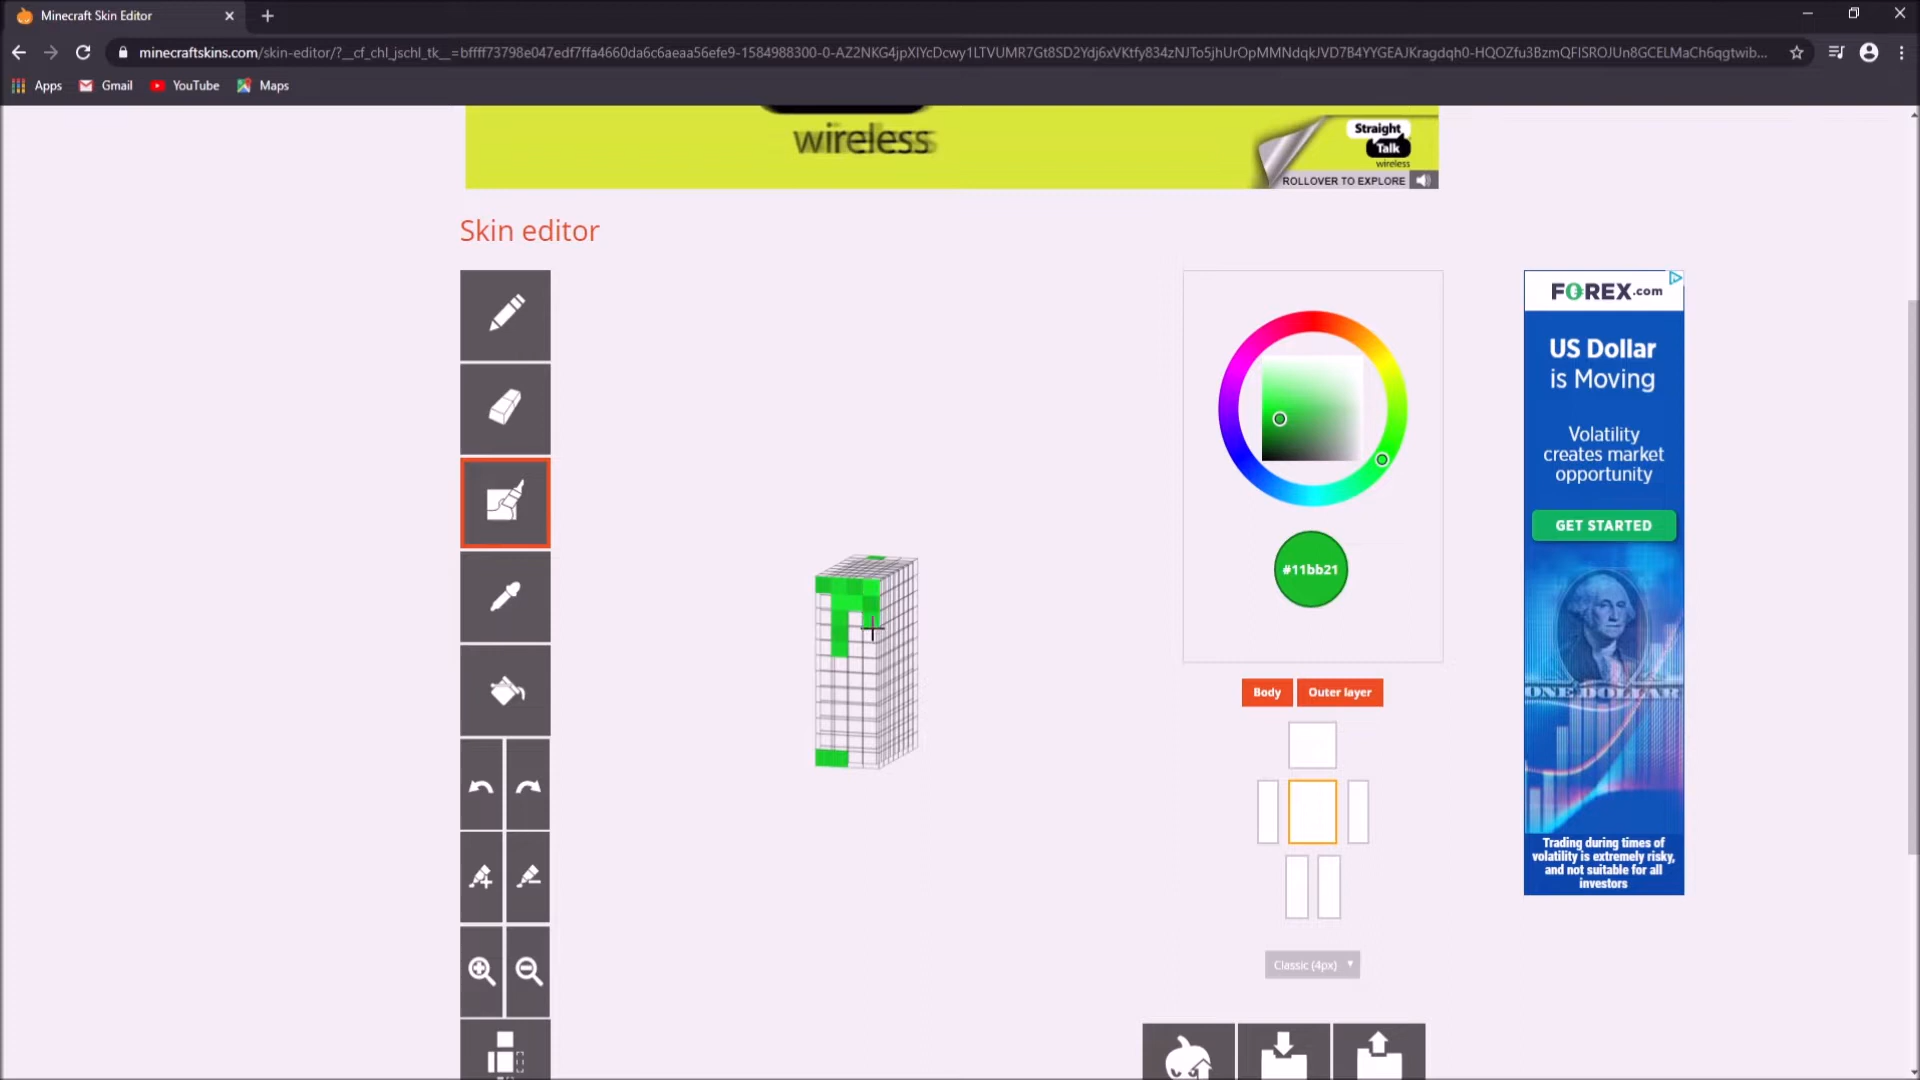 Minecraft Skin Editor
minecraftskins.com/skin-editor/?__cf_chl_jschl_tk__=bffff73798e047edf7ffa4660da6c6aeaa56efe9-1584988300-0-AZ2NKG4jpXIYcDcwy1LTVUMR7Gt8SD2Ydj6xVKtfy834zNJTo5jhUrOpMMNdqkJVD7B4YYGEAJKragdqh0-HQOZfu3BzmQFISROJUn8GCELMaCh6qgtwib...
Apps Gmail YouTube Maps
wireless
Straight
Talk
wireless
ROLLOVER TO EXPLORE
Skin editor
#11bb21
Body Outer layer
Classic (4px)
FOREX.com
US Dollar
is Moving
Volatility
creates market
opportunity
GET STARTED
ONE DOLLAR
Trading during times of
volatility is extremely risky,
and not suitable for all
investors